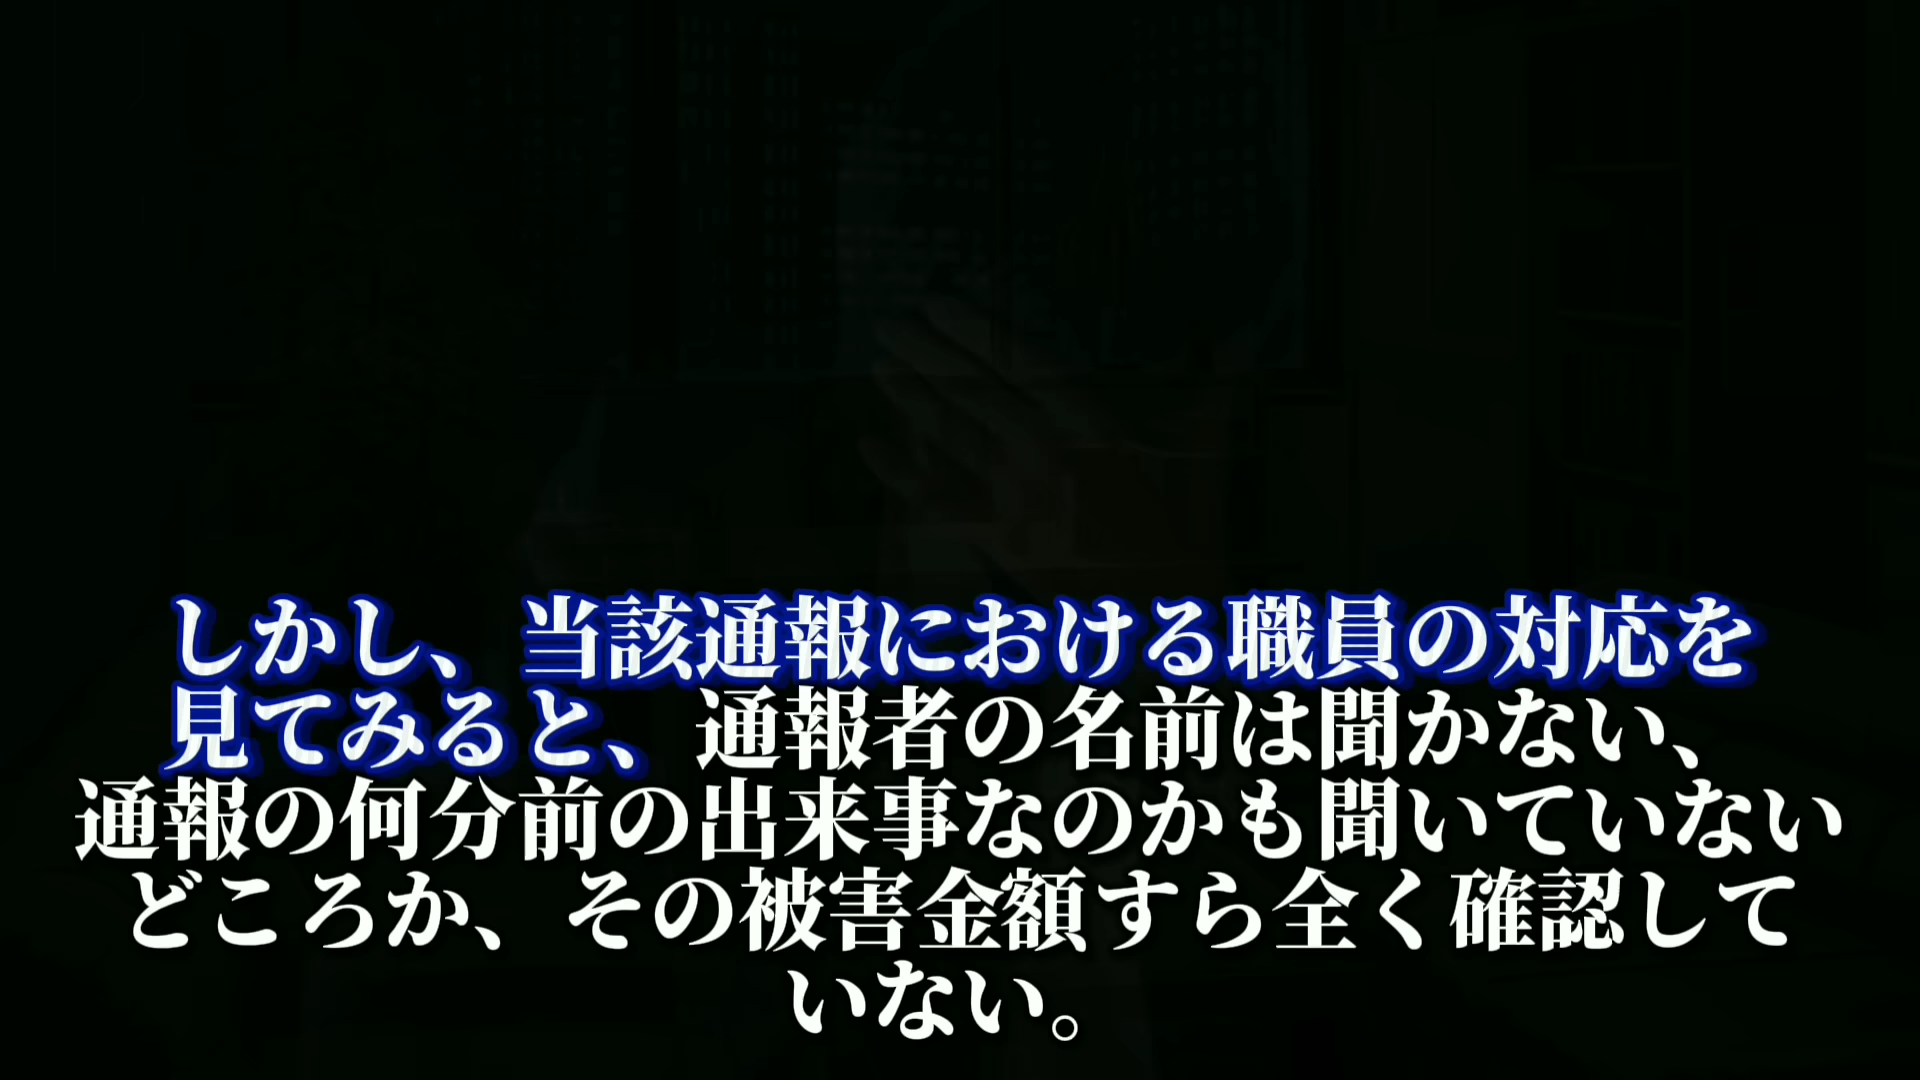 しかし、当該通報における職員の対応を
見てみると、通報者の名前は聞かない、
通報の何分前の出来事なのかも聞いていない
どころか、その被害金額すら全く確認して
いない。